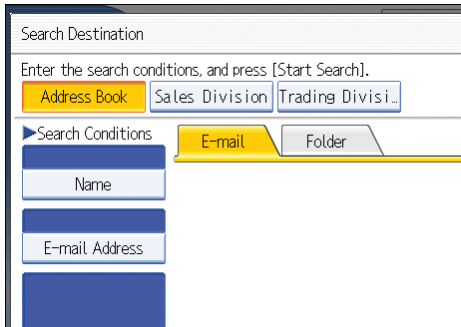 Search Destination
Enter the search conditions, and press [Start Search].
Address Book Sales Division Trading Divisi…
▶Search Conditions E-mail Folder
Name
E-mail Address